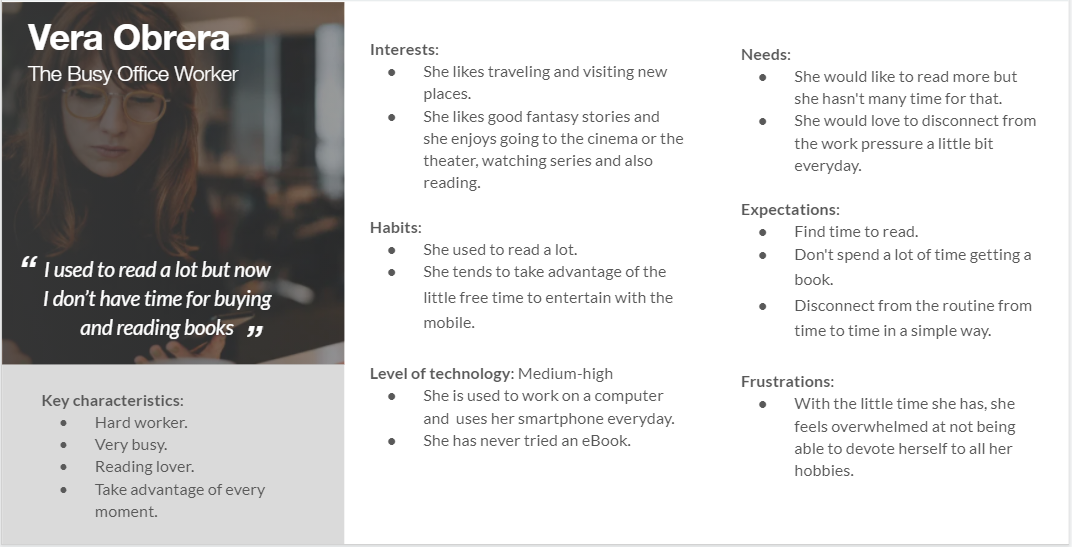 Vera Obrera
The Busy Office Worker
“ I used to read a lot but now
I don’t have time for buying
and reading books ”
Key characteristics:
● Hard worker.
● Very busy.
● Reading lover.
● Take advantage of every
moment.
Interests:
● She likes traveling and visiting new
places.
● She likes good fantasy stories and
she enjoys going to the cinema or the
theater, watching series and also
reading.
Habits:
● She used to read a lot.
● She tends to take advantage of the
little free time to entertain with the
mobile.
Level of technology: Medium-high
● She is used to work on a computer
and uses her smartphone everyday.
● She has never tried an eBook.
Needs:
● She would like to read more but
she hasn't many time for that.
● She would love to disconnect from
the work pressure a little bit
everyday.
Expectations:
● Find time to read.
● Don't spend a lot of time getting a
book.
● Disconnect from the routine from
time to time in a simple way.
Frustrations:
● With the little time she has, she
feels overwhelmed at not being
able to devote herself to all her
hobbies.